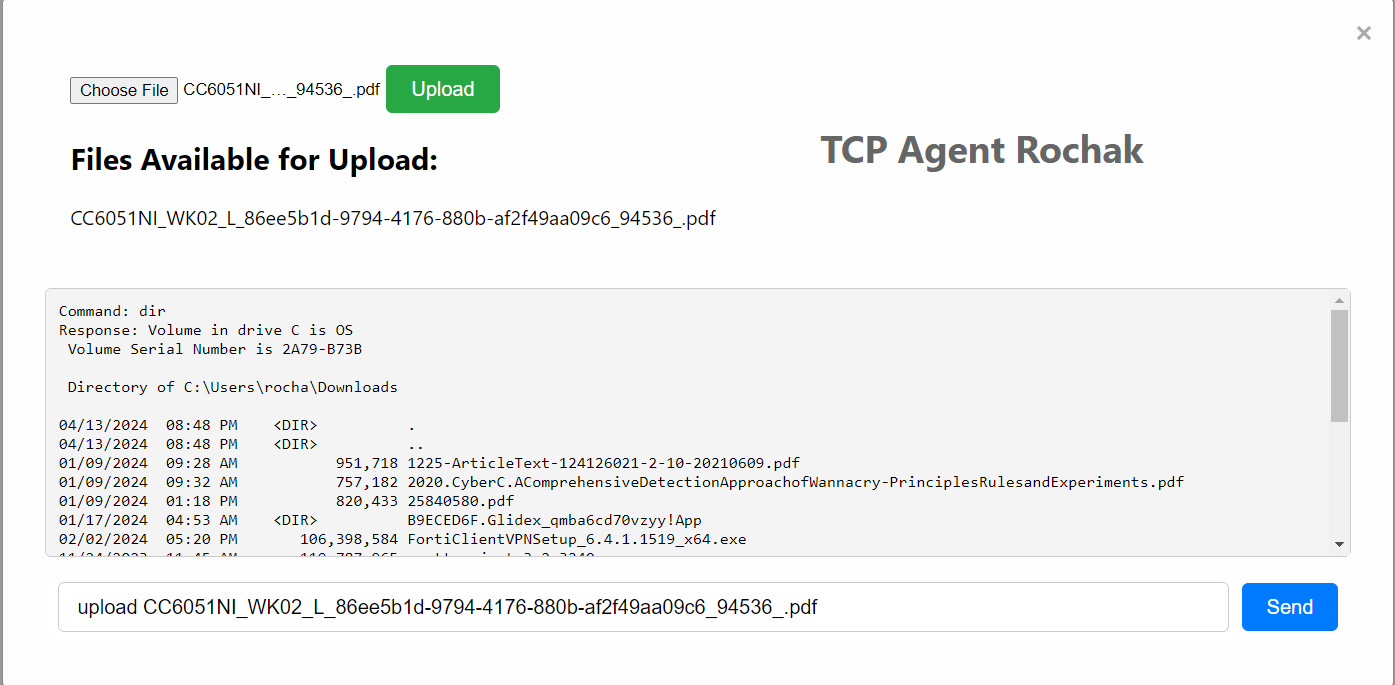 ×
Choose File CC6051NI_..._94536_.pdf Upload
TCP Agent Rochak
Files Available for Upload:
CC6051NI_WK02_L_86ee5b1d-9794-4176-880b-af2f49aa09c6_94536_.pdf
Command: dir
Response: Volume in drive C is OS
Volume Serial Number is 2A79-B73B
Directory of C:\Users\rocha\Downloads
04/13/2024 08:48 PM <DIR> .
04/13/2024 08:48 PM <DIR> ..
01/09/2024 09:28 AM 951,718 1225-ArticleText-124126021-2-10-20210609.pdf
01/09/2024 09:32 AM 757,182 2020.CyberC.AComprehensiveDetectionApproachofWannacry-PrinciplesRulesandExperiments.pdf
01/09/2024 01:18 PM 820,433 25840580.pdf
01/17/2024 04:53 AM <DIR> B9ECED6F.Glidex_qmba6cd70vzyy!App
02/02/2024 05:20 PM 106,398,584 FortiClientVPNSetup_6.4.1.1519_x64.exe
upload CC6051NI_WK02_L_86ee5b1d-9794-4176-880b-af2f49aa09c6_94536_.pdf
Send